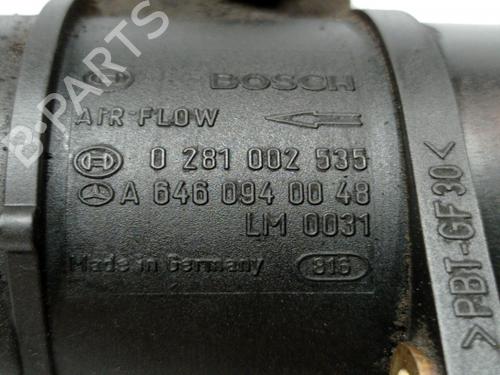 BOSCH
AIR FLOW
0 281 002 535
A 646 094 00 48
LM 0031
Made in Germany 816
>PBT-GF30<
B-PARTS